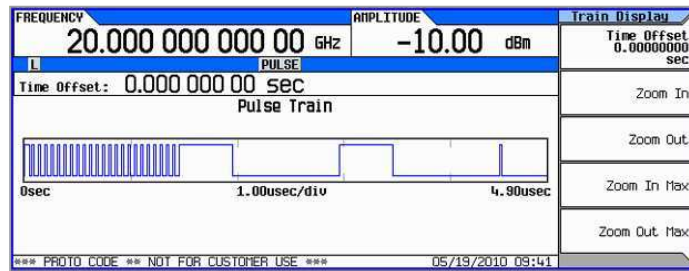 FREQUENCY
AMPLITUDE
20.000 000 000 00 GHz
-10.00 dBm
L
PULSE
Time Offset: 0.000 000 00 sec
Pulse Train
0sec
1.00usec/div
4.90usec
*** PROTO CODE ** NOT FOR CUSTOMER USE ***
05/19/2010 09:41
Train Display
Time Offset
0.00000000
sec
Zoom In
Zoom Out
Zoom In Max
Zoom Out Max